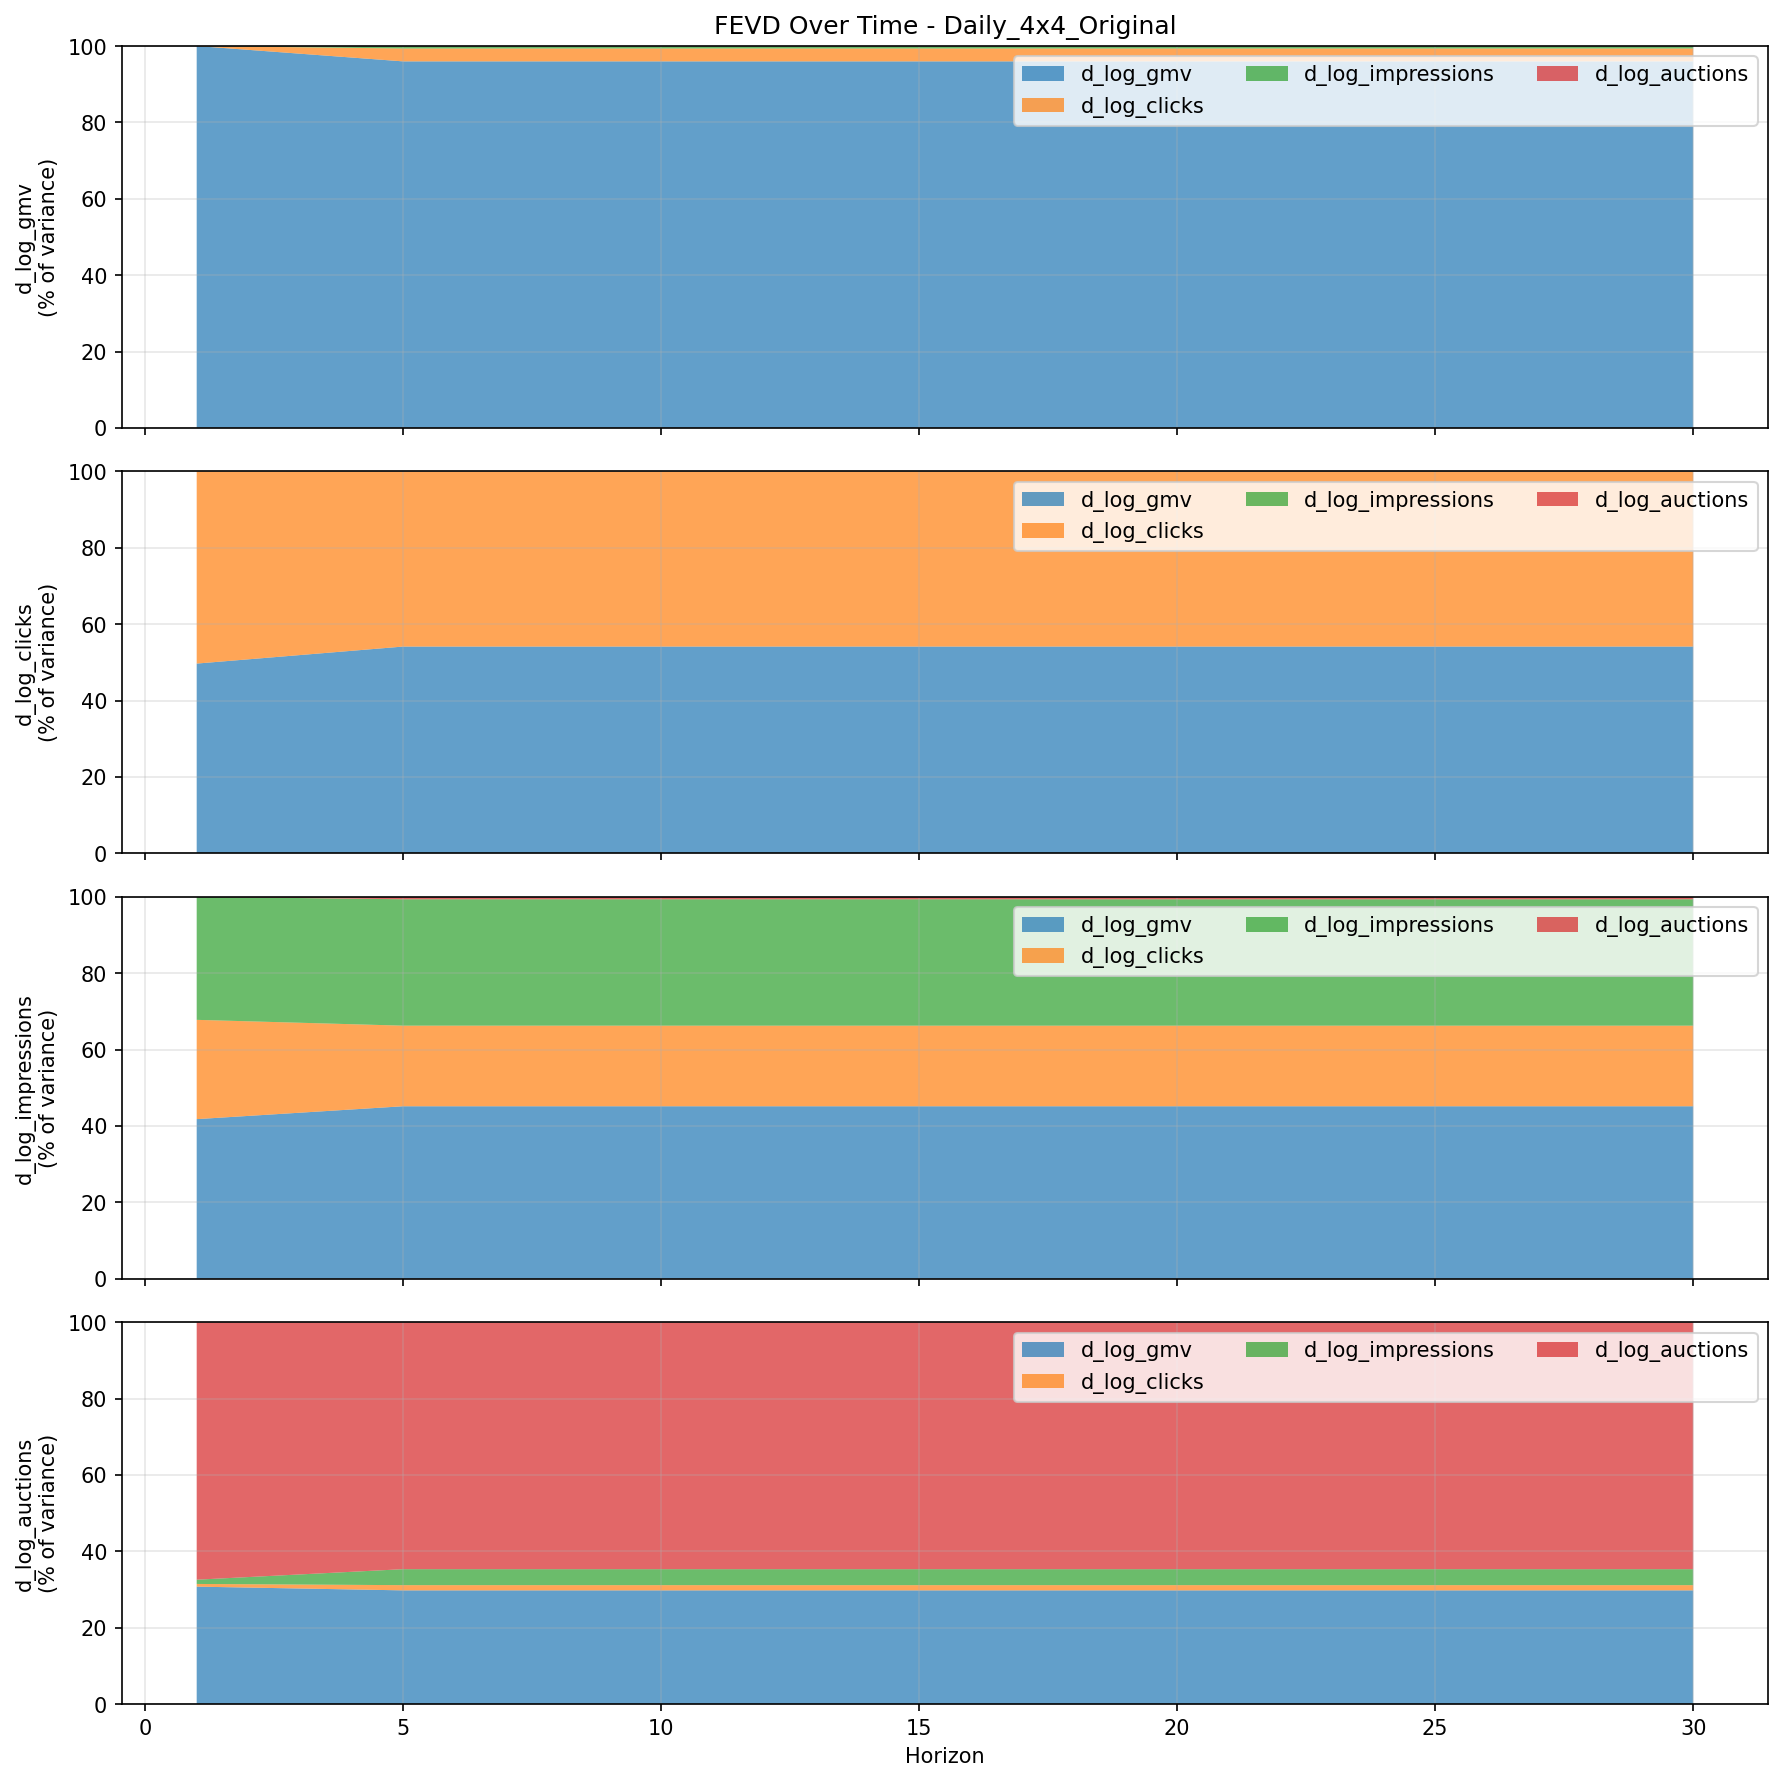 FEVD Over Time - Daily_4x4_Original
d_log_gmv
(% of variance)
100
80
60
40
20
0
d_log_gmv d_log_impressions d_log_auctions
d_log_clicks
d_log_clicks
(% of variance)
100
80
60
40
20
0
d_log_gmv d_log_impressions d_log_auctions
d_log_clicks
d_log_impressions
(% of variance)
100
80
60
40
20
0
d_log_gmv d_log_impressions d_log_auctions
d_log_clicks
d_log_auctions
(% of variance)
100
80
60
40
20
0
d_log_gmv d_log_impressions d_log_auctions
d_log_clicks
0 5 10 15 20 25 30
Horizon